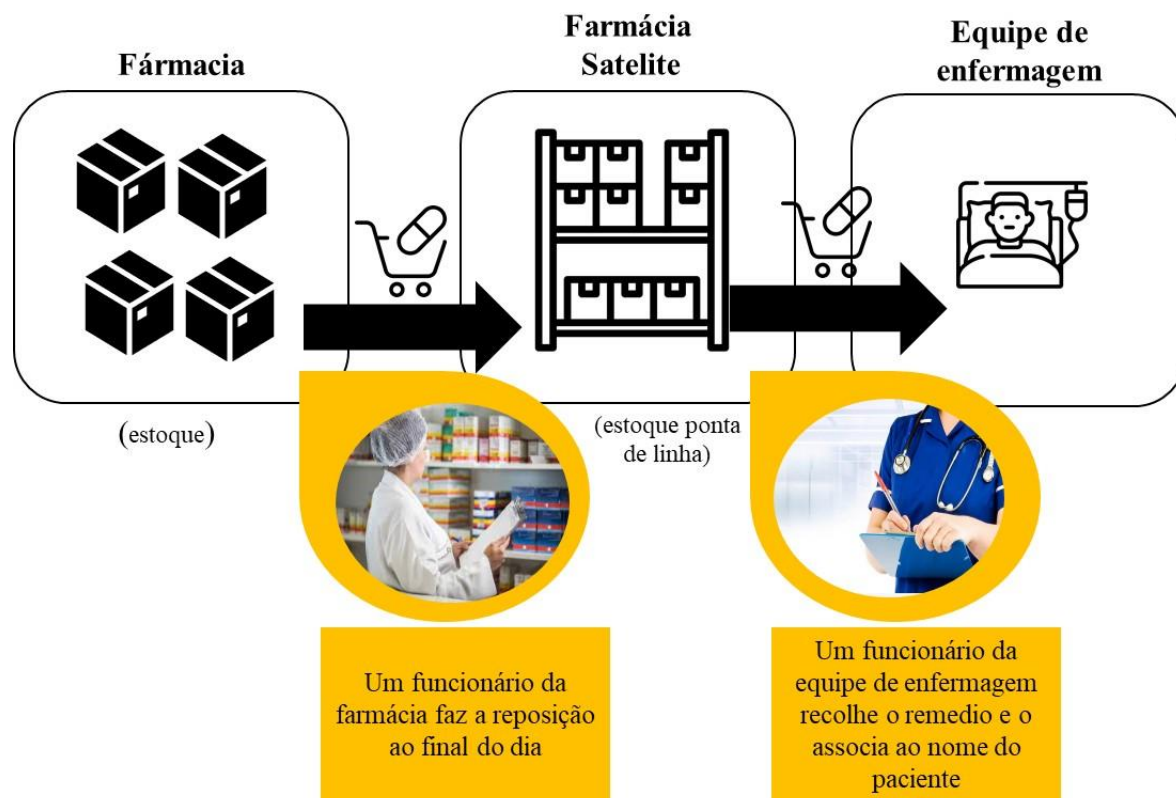 Fármacia
(estoque)
Farmácia
Satelite
(estoque ponta
de linha)
Equipe de
enfermagem
Um funcionário da
farmácia faz a reposição
ao final do dia
Um funcionário da
equipe de enfermagem
recolhe o remedio e o
associa ao nome do
paciente